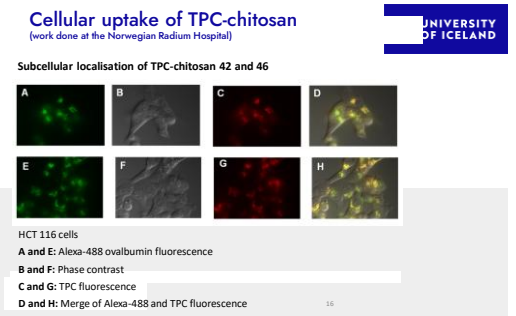 Cellular uptake of TPC-chitosan
(work done at the Norwegian Radium Hospital)
UNIVERSITY
OF ICELAND
Subcellular localisation of TPC-chitosan 42 and 46
A B C D
E F G H
HCT 116 cells
A and E: Alexa-488 ovalbumin fluorescence
B and F: Phase contrast
C and G: TPC fluorescence
D and H: Merge of Alexa-488 and TPC fluorescence
16